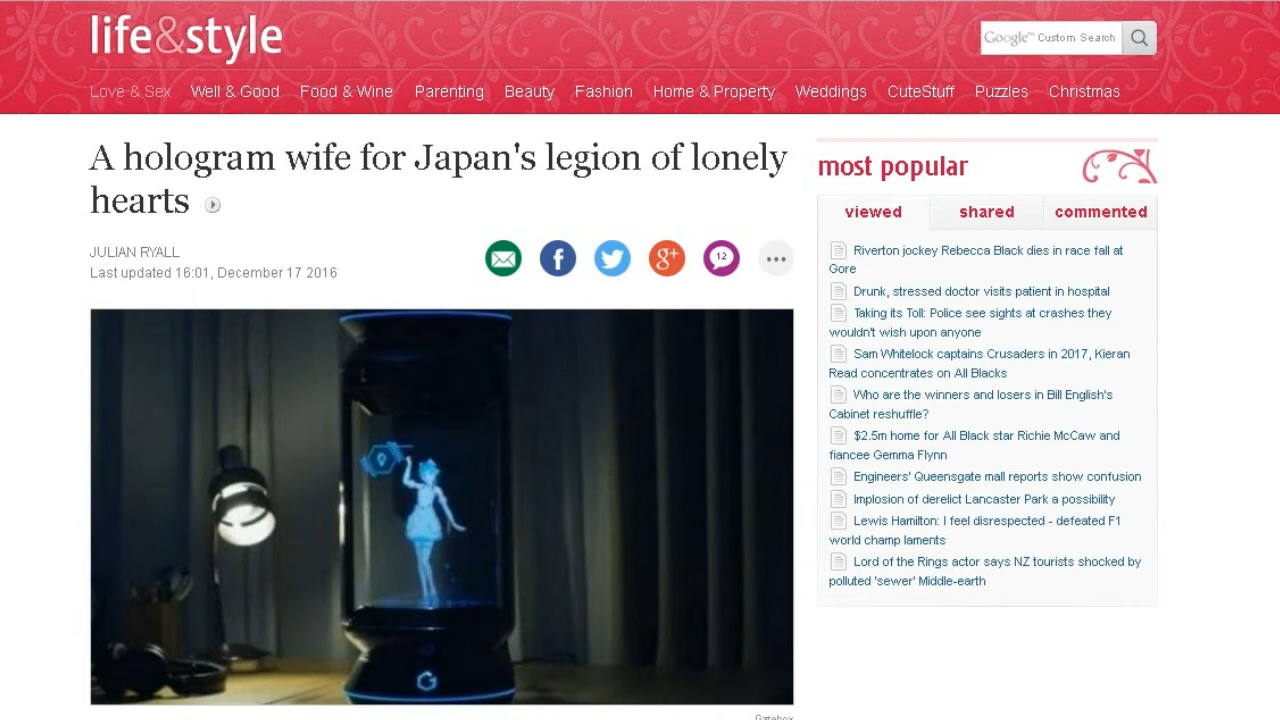 life&style
Google™ Custom Search
Love & Sex Well & Good Food & Wine Parenting Beauty Fashion Home & Property Weddings CuteStuff Puzzles Christmas
A hologram wife for Japan's legion of lonely
hearts
JULIAN RYALL
Last updated 16:01, December 17 2016
12
Gatebox
most popular
viewed shared commented
Riverton jockey Rebecca Black dies in race fall at
Gore
Drunk, stressed doctor visits patient in hospital
Taking its Toll: Police see sights at crashes they
wouldn't wish upon anyone
Sam Whitelock captains Crusaders in 2017, Kieran
Read concentrates on All Blacks
Who are the winners and losers in Bill English's
Cabinet reshuffle?
$2.5m home for All Black star Richie McCaw and
fiancee Gemma Flynn
Engineers' Queensgate mall reports show confusion
Implosion of derelict Lancaster Park a possibility
Lewis Hamilton: I feel disrespected - defeated F1
world champ laments
Lord of the Rings actor says NZ tourists shocked by
polluted 'sewer' Middle-earth